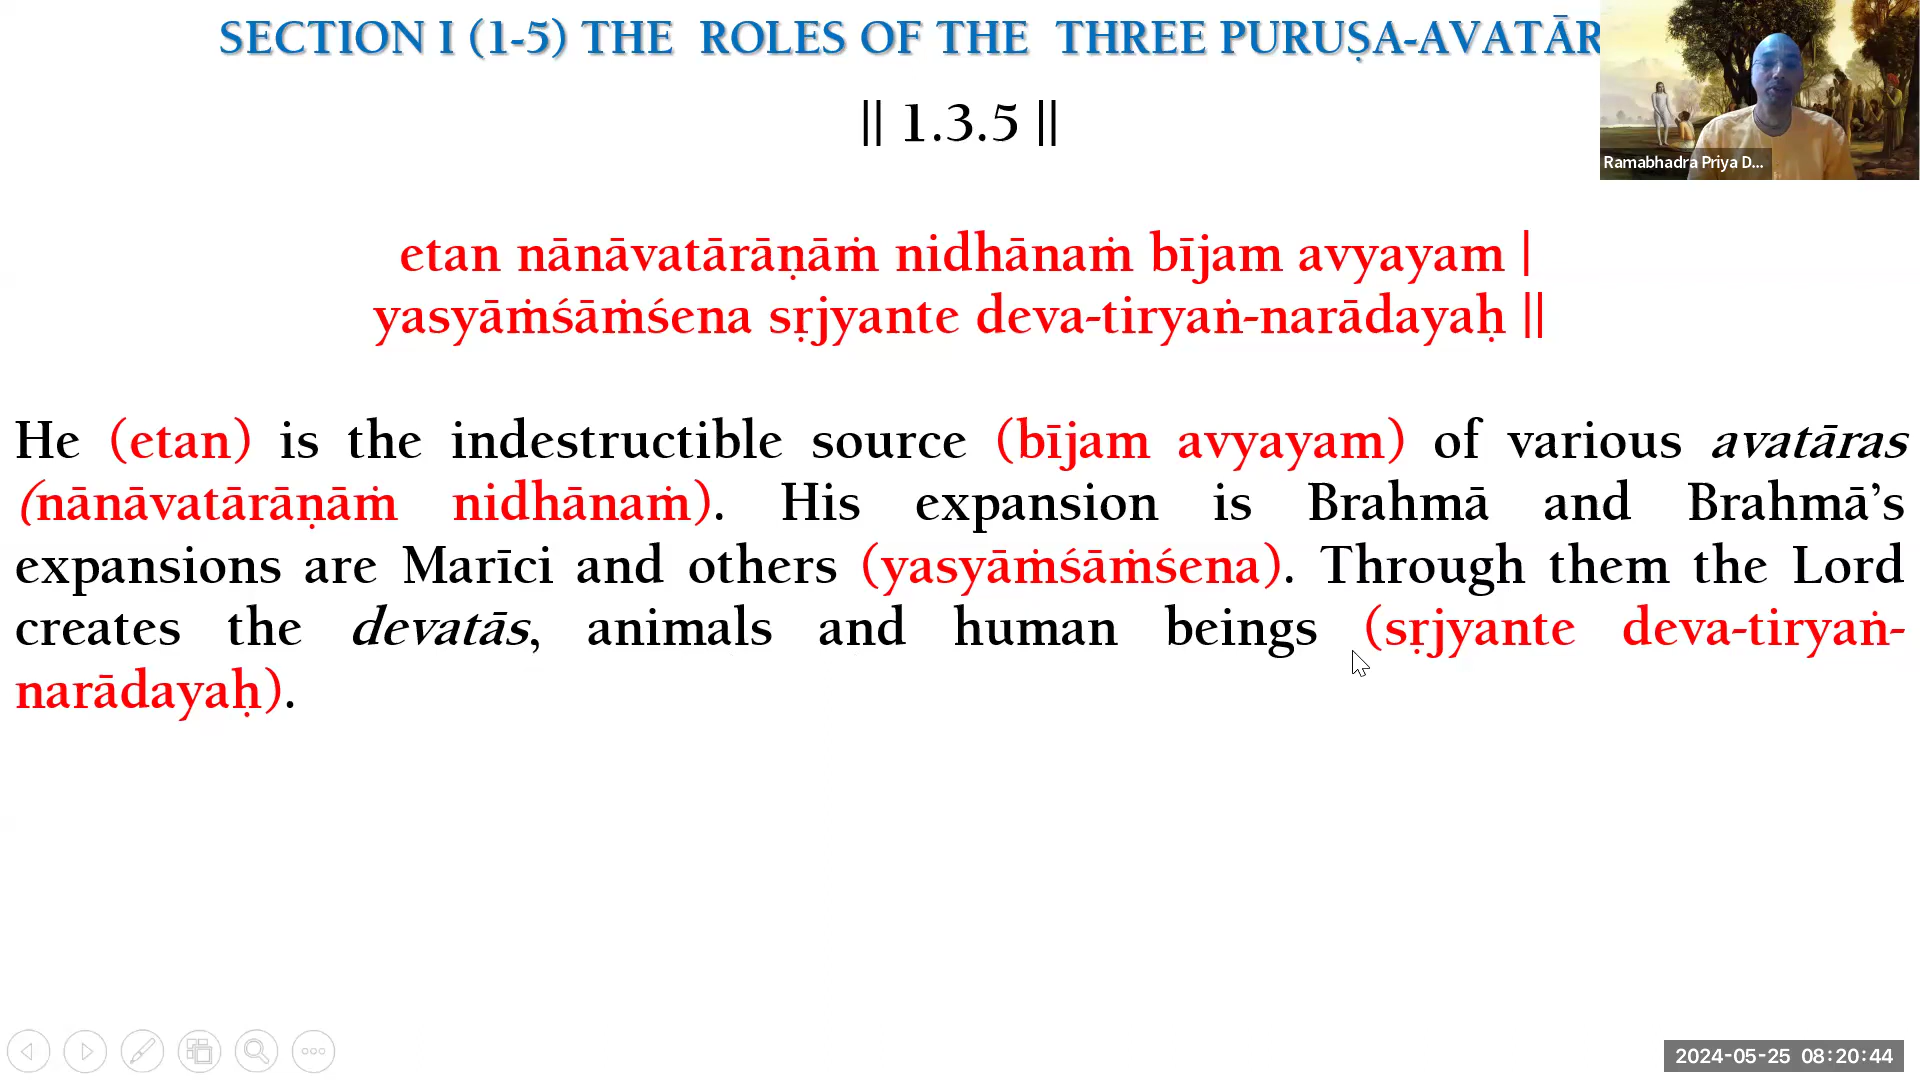 SECTION I (1-5) THE ROLES OF THE THREE PURUṢA-AVATĀR
|| 1.3.5 ||
Ramabhadra Priya D...
etan nānāvatārāṇāṁ nidhānaṁ bījam avyayam |
yasyāṁśāṁśena sṛjyante deva-tiryaṅ-narādayaḥ ||
He (etan) is the indestructible source (bījam avyayam) of various avatāras
(nānāvatārāṇāṁ nidhānaṁ). His expansion is Brahmā and Brahmā’s
expansions are Marīci and others (yasyāṁśāṁśena). Through them the Lord
creates the devatās, animals and human beings (sṛjyante deva-tiryaṅ-
narādayaḥ).
2024-05-25 08:20:44